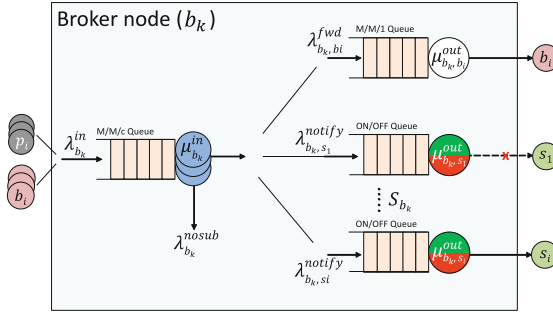 Broker node (b_k)
λ^{fwd}_{b_k,bi}
M/M/1 Queue
μ^{out}_{b_k,b_i}
b_i
p_i
λ^{in}_{b_k}
M/M/c Queue
μ^{in}_{b_k}
b_i
λ^{nosub}_{b_k}
λ^{notify}_{b_k,s_1}
ON/OFF Queue
μ^{out}_{b_k,s_1}
x
s_1
S_{b_k}
λ^{notify}_{b_k,si}
ON/OFF Queue
μ^{out}_{b_k,s_i}
s_i